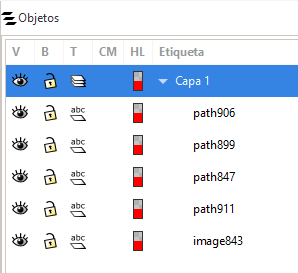 Objetos
V B T CM HL Etiqueta
Capa 1
abc path906
abc path899
abc path847
abc path911
abc image843